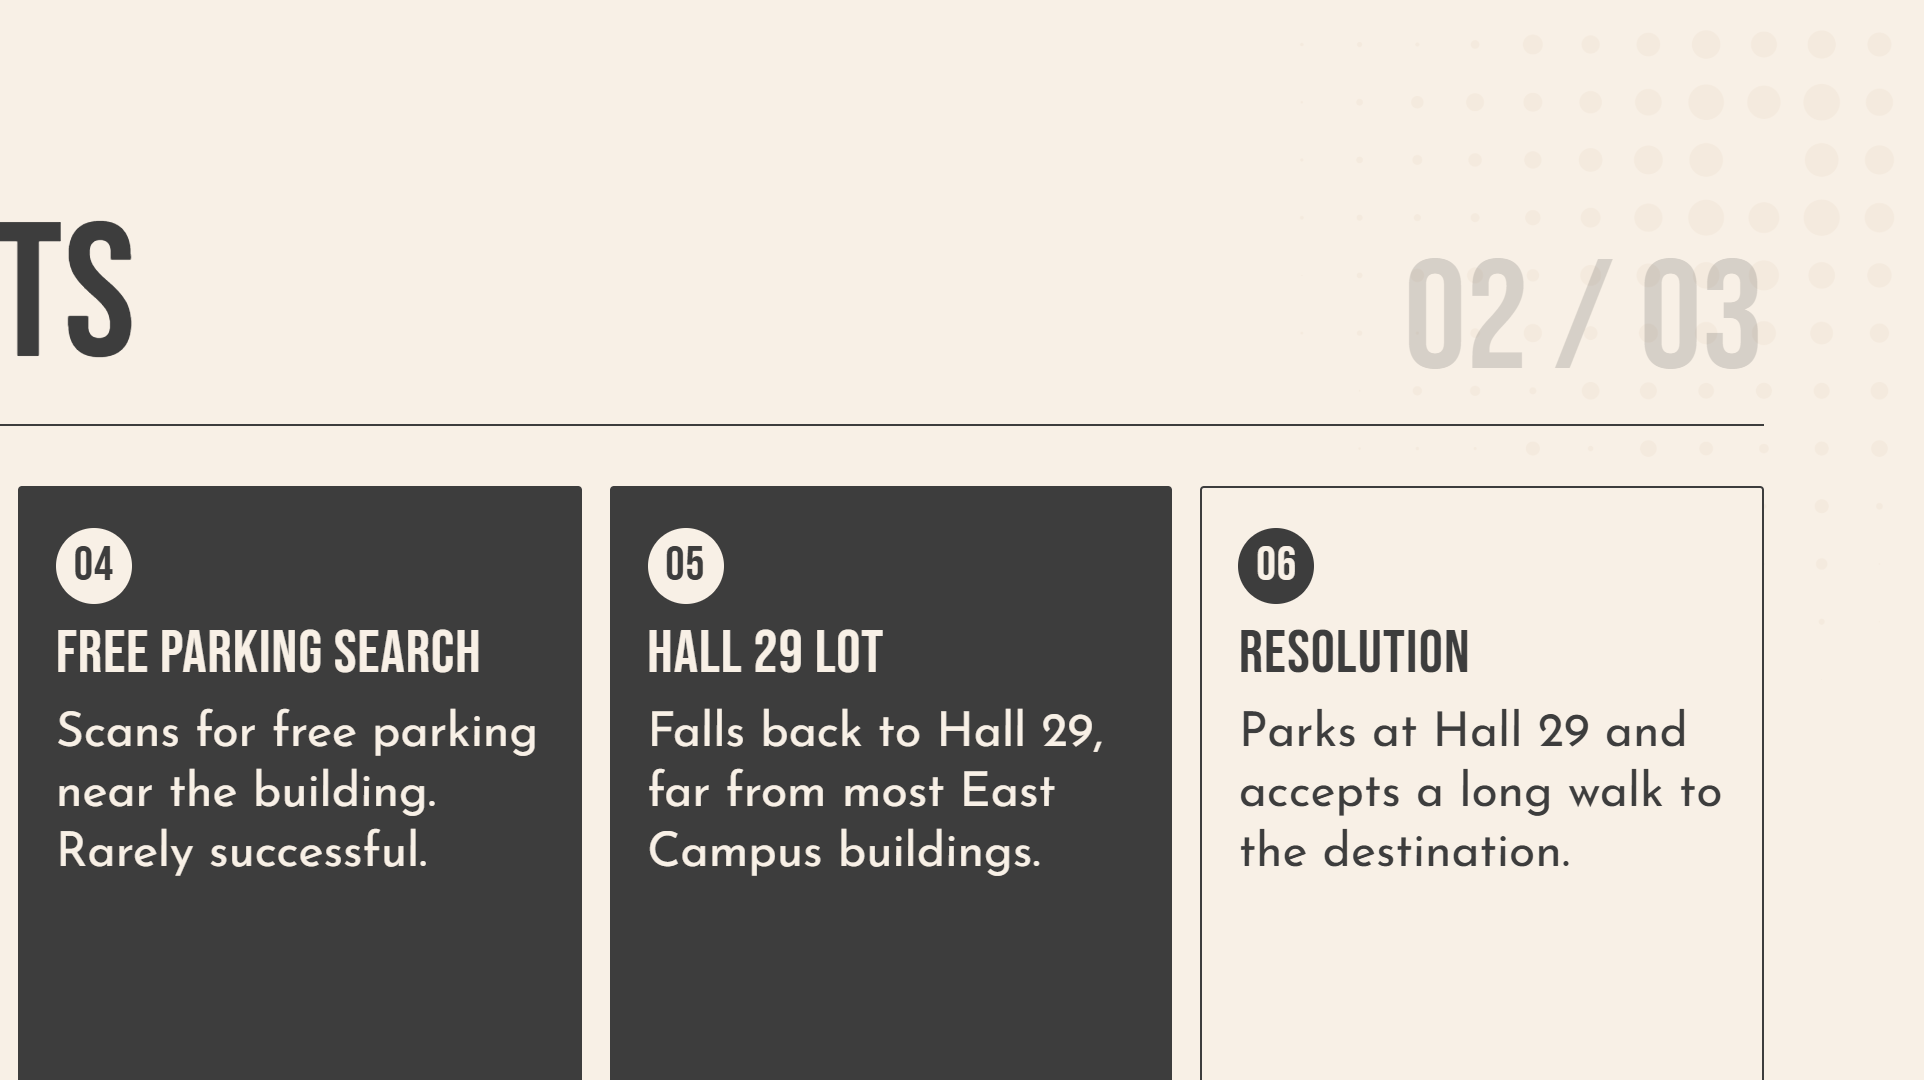 TS
02 / 03
04
FREE PARKING SEARCH
Scans for free parking
near the building.
Rarely successful.
05
HALL 29 LOT
Falls back to Hall 29,
far from most East
Campus buildings.
06
RESOLUTION
Parks at Hall 29 and
accepts a long walk to
the destination.